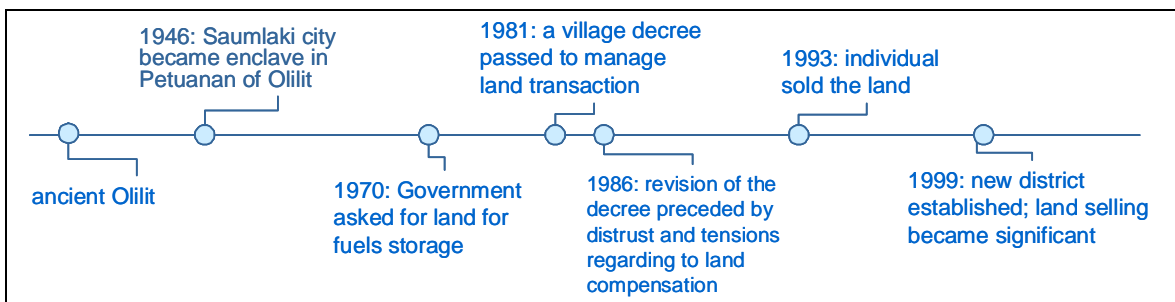 1946: Saumlaki city
became enclave in
Petuanan of Olilit
1981: a village decree
passed to manage
land transaction
1993: individual
sold the land
ancient Olilit
1970: Government
asked for land for
fuels storage
1986: revision of the
decree preceded by
distrust and tensions
regarding to land
compensation
1999: new district
established; land selling
became significant